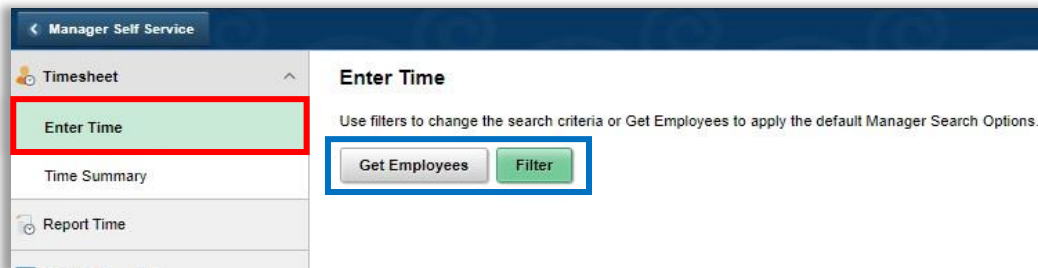 Manager Self Service
Timesheet
Enter Time
Time Summary
Report Time
Enter Time
Use filters to change the search criteria or Get Employees to apply the default Manager Search Options.
Get Employees Filter